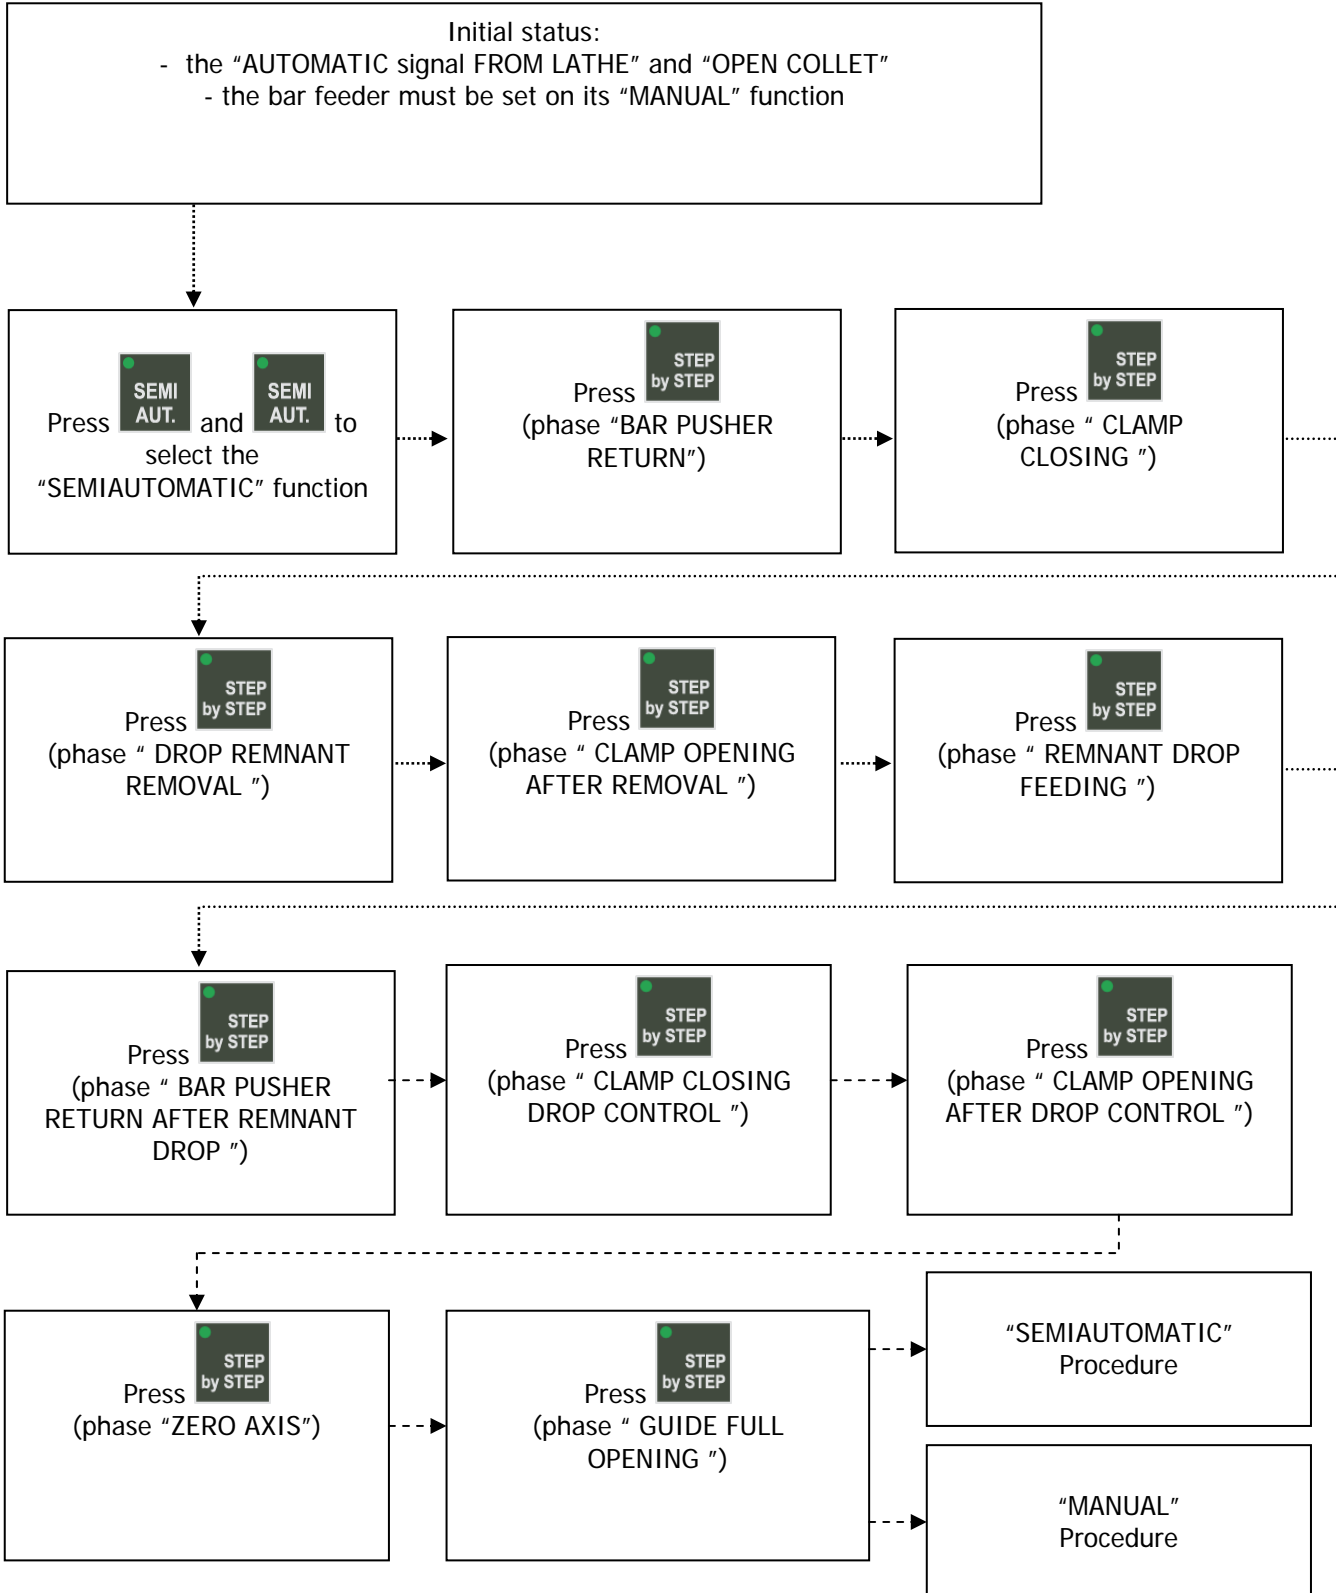 Initial status:
- the “AUTOMATIC signal FROM LATHE” and “OPEN COLLET”
- the bar feeder must be set on its “MANUAL” function
SEMI
AUT.
SEMI
AUT.
Press and to
select the
“SEMIAUTOMATIC” function
STEP
by STEP
Press
(phase “BAR PUSHER
RETURN”)
STEP
by STEP
Press
(phase “ CLAMP
CLOSING ”)
STEP
by STEP
Press
(phase “ DROP REMNANT
REMOVAL ”)
STEP
by STEP
Press
(phase “ CLAMP OPENING
AFTER REMOVAL ”)
STEP
by STEP
Press
(phase “ REMNANT DROP
FEEDING ”)
STEP
by STEP
Press
(phase “ BAR PUSHER
RETURN AFTER REMNANT
DROP ”)
STEP
by STEP
Press
(phase “ CLAMP CLOSING
DROP CONTROL ”)
STEP
by STEP
Press
(phase “ CLAMP OPENING
AFTER DROP CONTROL ”)
STEP
by STEP
Press
(phase “ZERO AXIS”)
STEP
by STEP
Press
(phase “ GUIDE FULL
OPENING ”)
“SEMIAUTOMATIC”
Procedure
“MANUAL”
Procedure